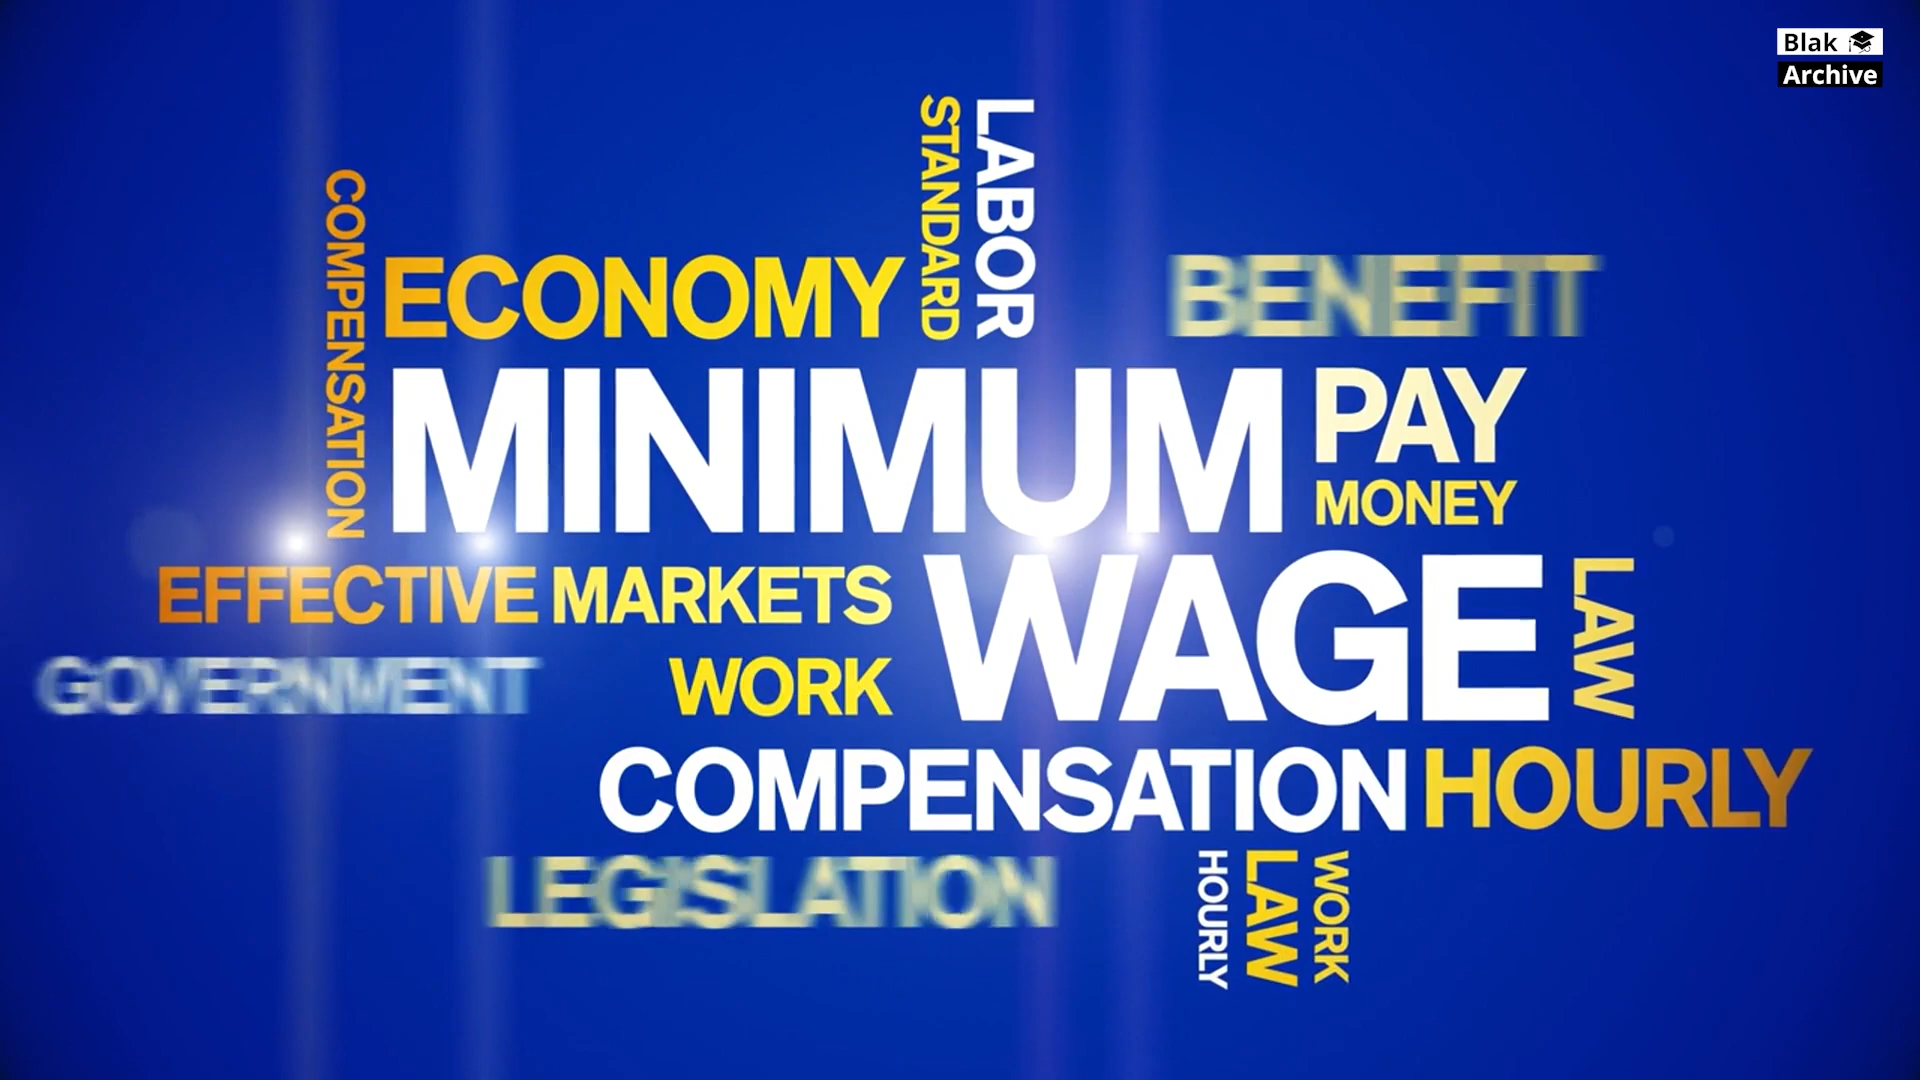 Blak
Archive
COMPENSATION
ECONOMY
STANDARD
LABOR
BENEFIT
MINIMUM
PAY
MONEY
EFFECTIVE
MARKETS
WAGE
LAW
GOVERNMENT
WORK
COMPENSATION
HOURLY
LEGISLATION
HOURLY
LAW
WORK